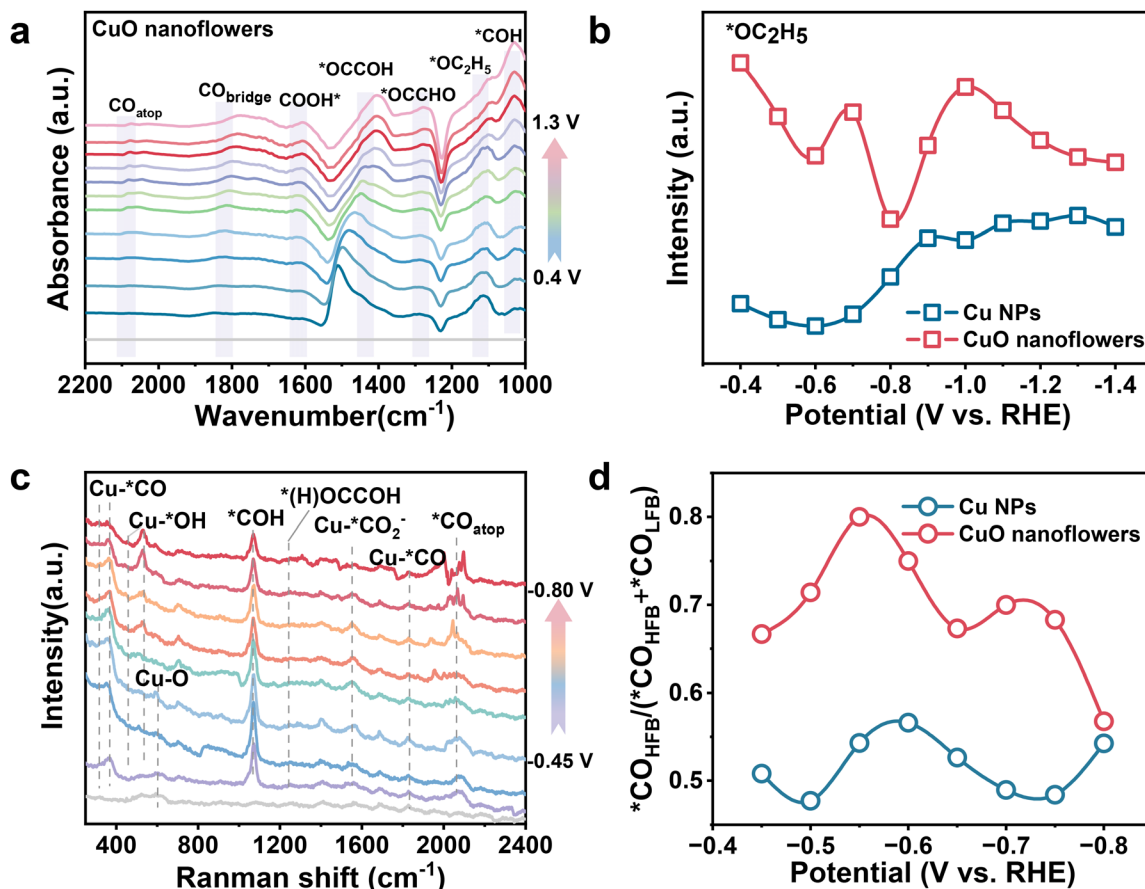 a
CuO nanoflowers
CO_atop
CO_bridge
COOH*
*OCCOH
*OCCHO
*OC₂H₅
*COH
1.3 V
0.4 V
Absorbance (a.u.)
2200 2000 1800 1600 1400 1200 1000
Wavenumber(cm⁻¹)
b
*OC2H5
Intensity (a.u.)
Cu NPs
CuO nanoflowers
-0.4 -0.6 -0.8 -1.0 -1.2 -1.4
Potential (V vs. RHE)
c
Cu-*CO
Cu-*OH
*COH
*(H)OCCOH
Cu-*CO₂⁻
Cu-*CO
*CO_atop
Cu-O
-0.80 V
-0.45 V
Intensity(a.u.)
400 800 1200 1600 2000 2400
Ranman shift (cm⁻¹)
d
*CO_HFB/(*CO_HFB+*CO_LFB)
0.8
0.7
0.6
0.5
Cu NPs
CuO nanoflowers
−0.4 −0.5 −0.6 −0.7 −0.8
Potential (V vs. RHE)